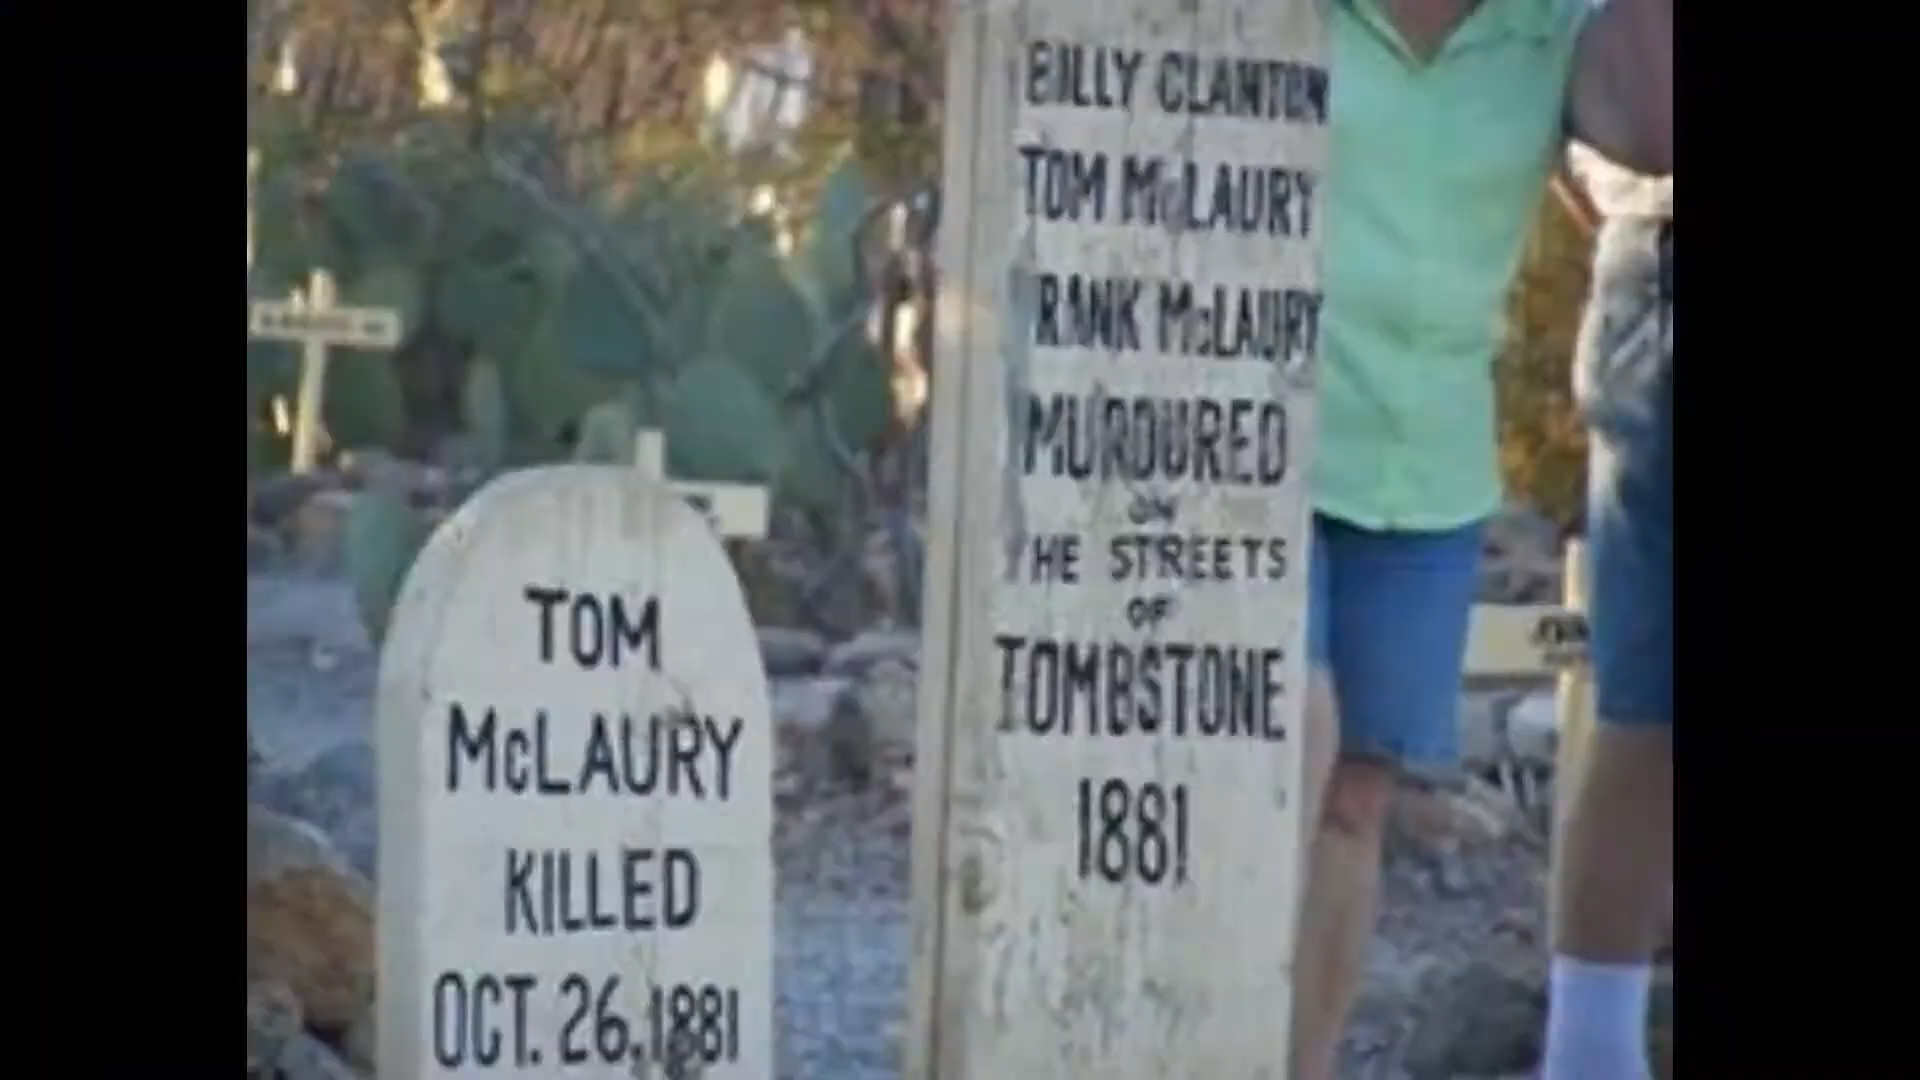 TOM
McLAURY
KILLED
OCT. 26, 1881
BILLY CLANTON
TOM McLAURY
RANK McLAURY
MURDURED
ON
THE STREETS
OF
TOMBSTONE
1881